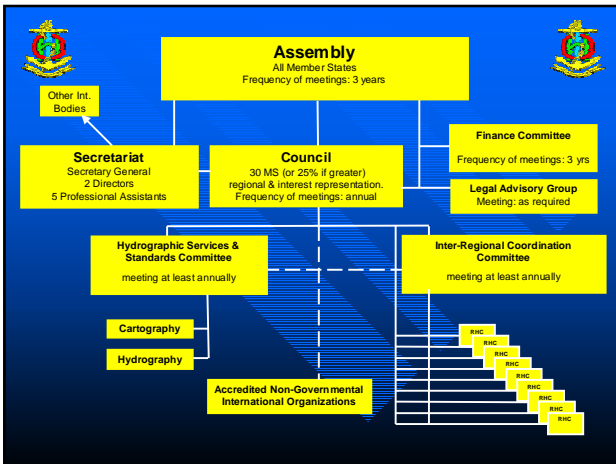 Assembly
All Member States
Frequency of meetings: 3 years
Other Int.
Bodies
Secretariat
Secretary General
2 Directors
5 Professional Assistants
Council
30 MS (or 25% if greater)
regional & interest representation.
Frequency of meetings: annual
Finance Committee
Frequency of meetings: 3 yrs
Legal Advisory Group
Meeting: as required
Hydrographic Services &
Standards Committee
meeting at least annually
Inter-Regional Coordination
Committee
meeting at least annually
Cartography
Hydrography
Accredited Non-Governmental
International Organizations
RHC
RHC
RHC
RHC
RHC
RHC
RHC
RHC
RHC